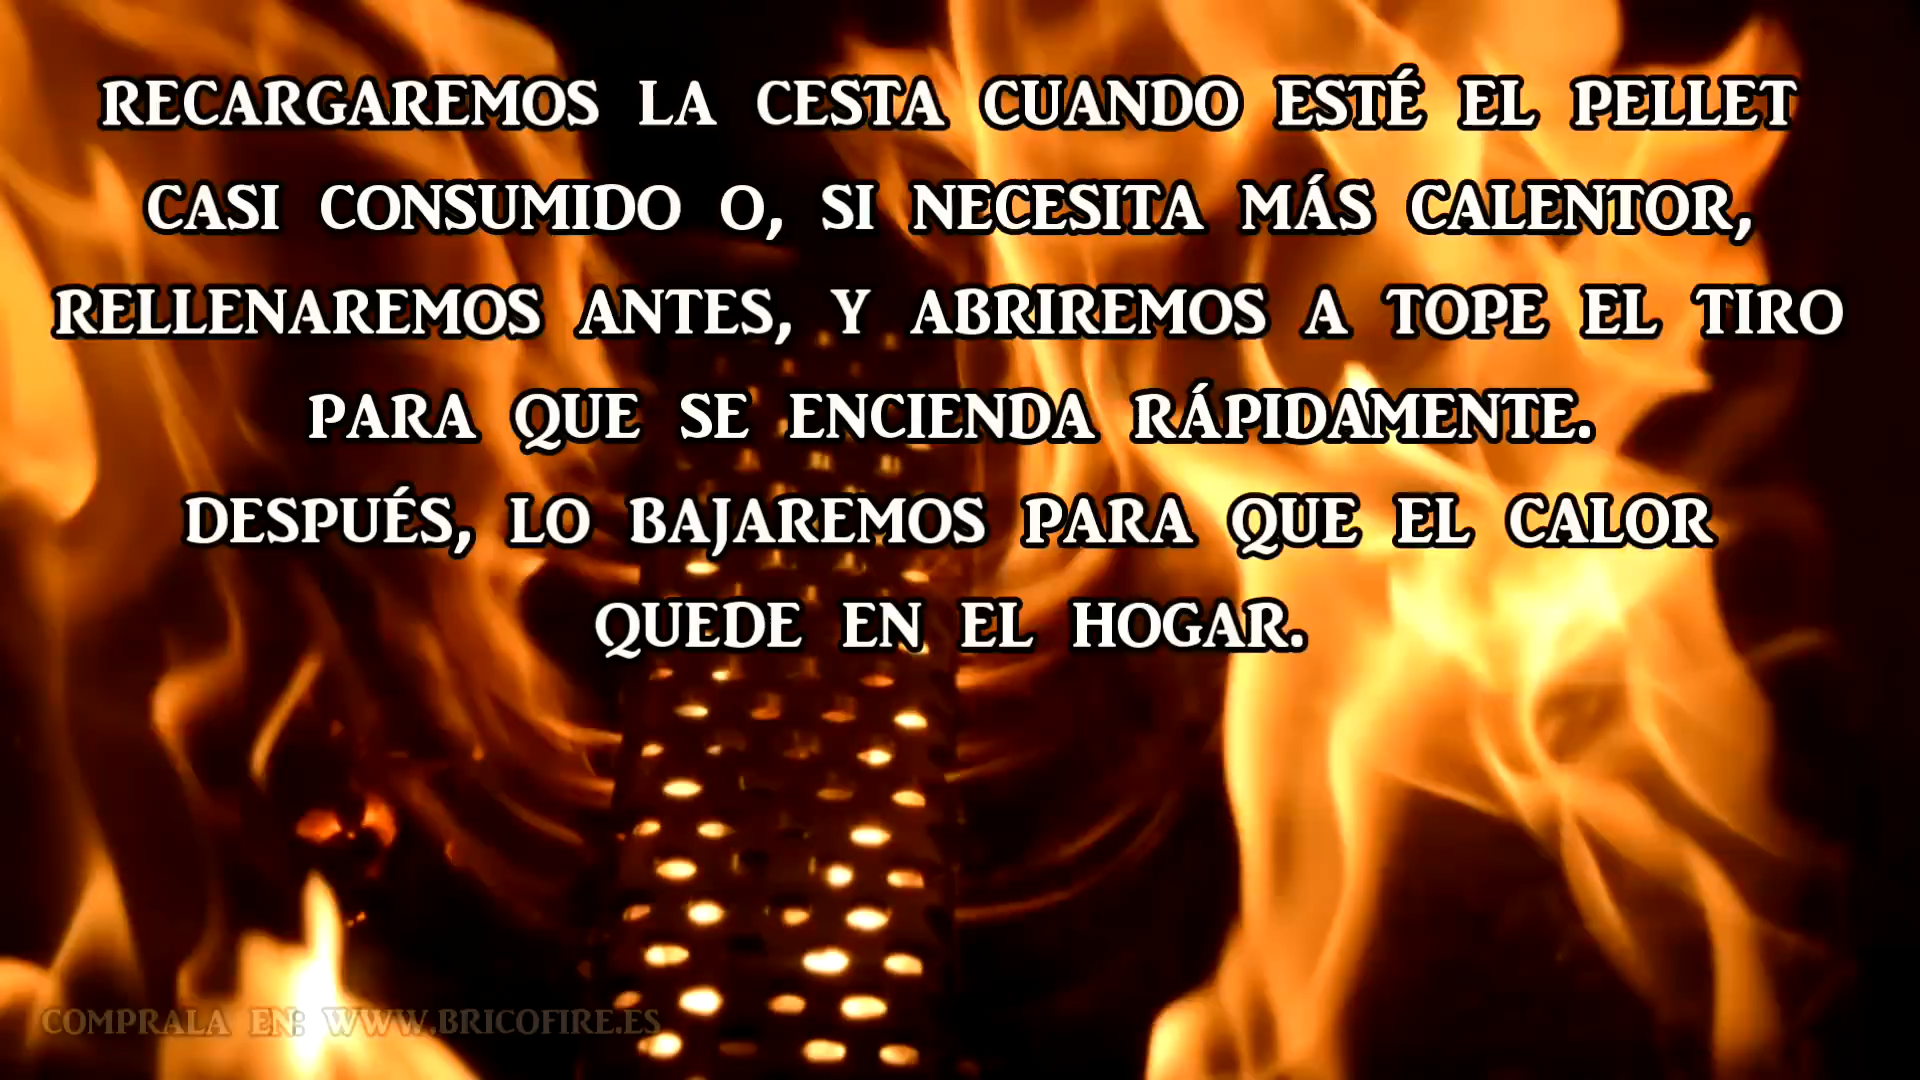 RECARGAREMOS LA CESTA CUANDO ESTÉ EL PELLET
CASI CONSUMIDO O, SI NECESITA MÁS CALENTOR,
RELLENAREMOS ANTES, Y ABRIREMOS A TOPE EL TIRO
PARA QUE SE ENCIENDA RÁPIDAMENTE.
DESPUÉS, LO BAJAREMOS PARA QUE EL CALOR
QUEDE EN EL HOGAR.
COMPRALA EN: WWW.BRICOFIRE.ES